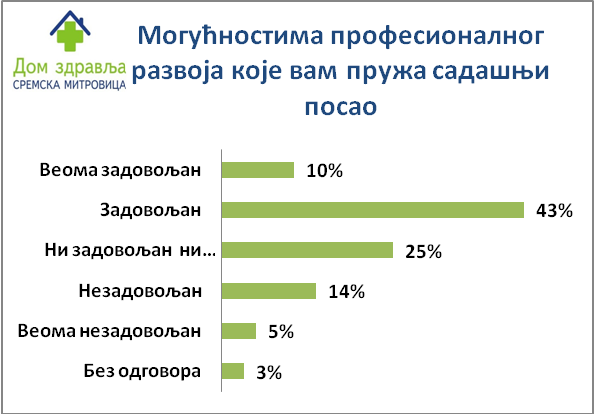 Дом здравља
СРЕМСКА МИТРОВИЦА
Могућностима професионалног
развоја које вам пружа садашњи
посао
Веома задовољан 10%
Задовољан 43%
Ни задовољан ни... 25%
Незадовољан 14%
Веома незадовољан 5%
Без одговора 3%